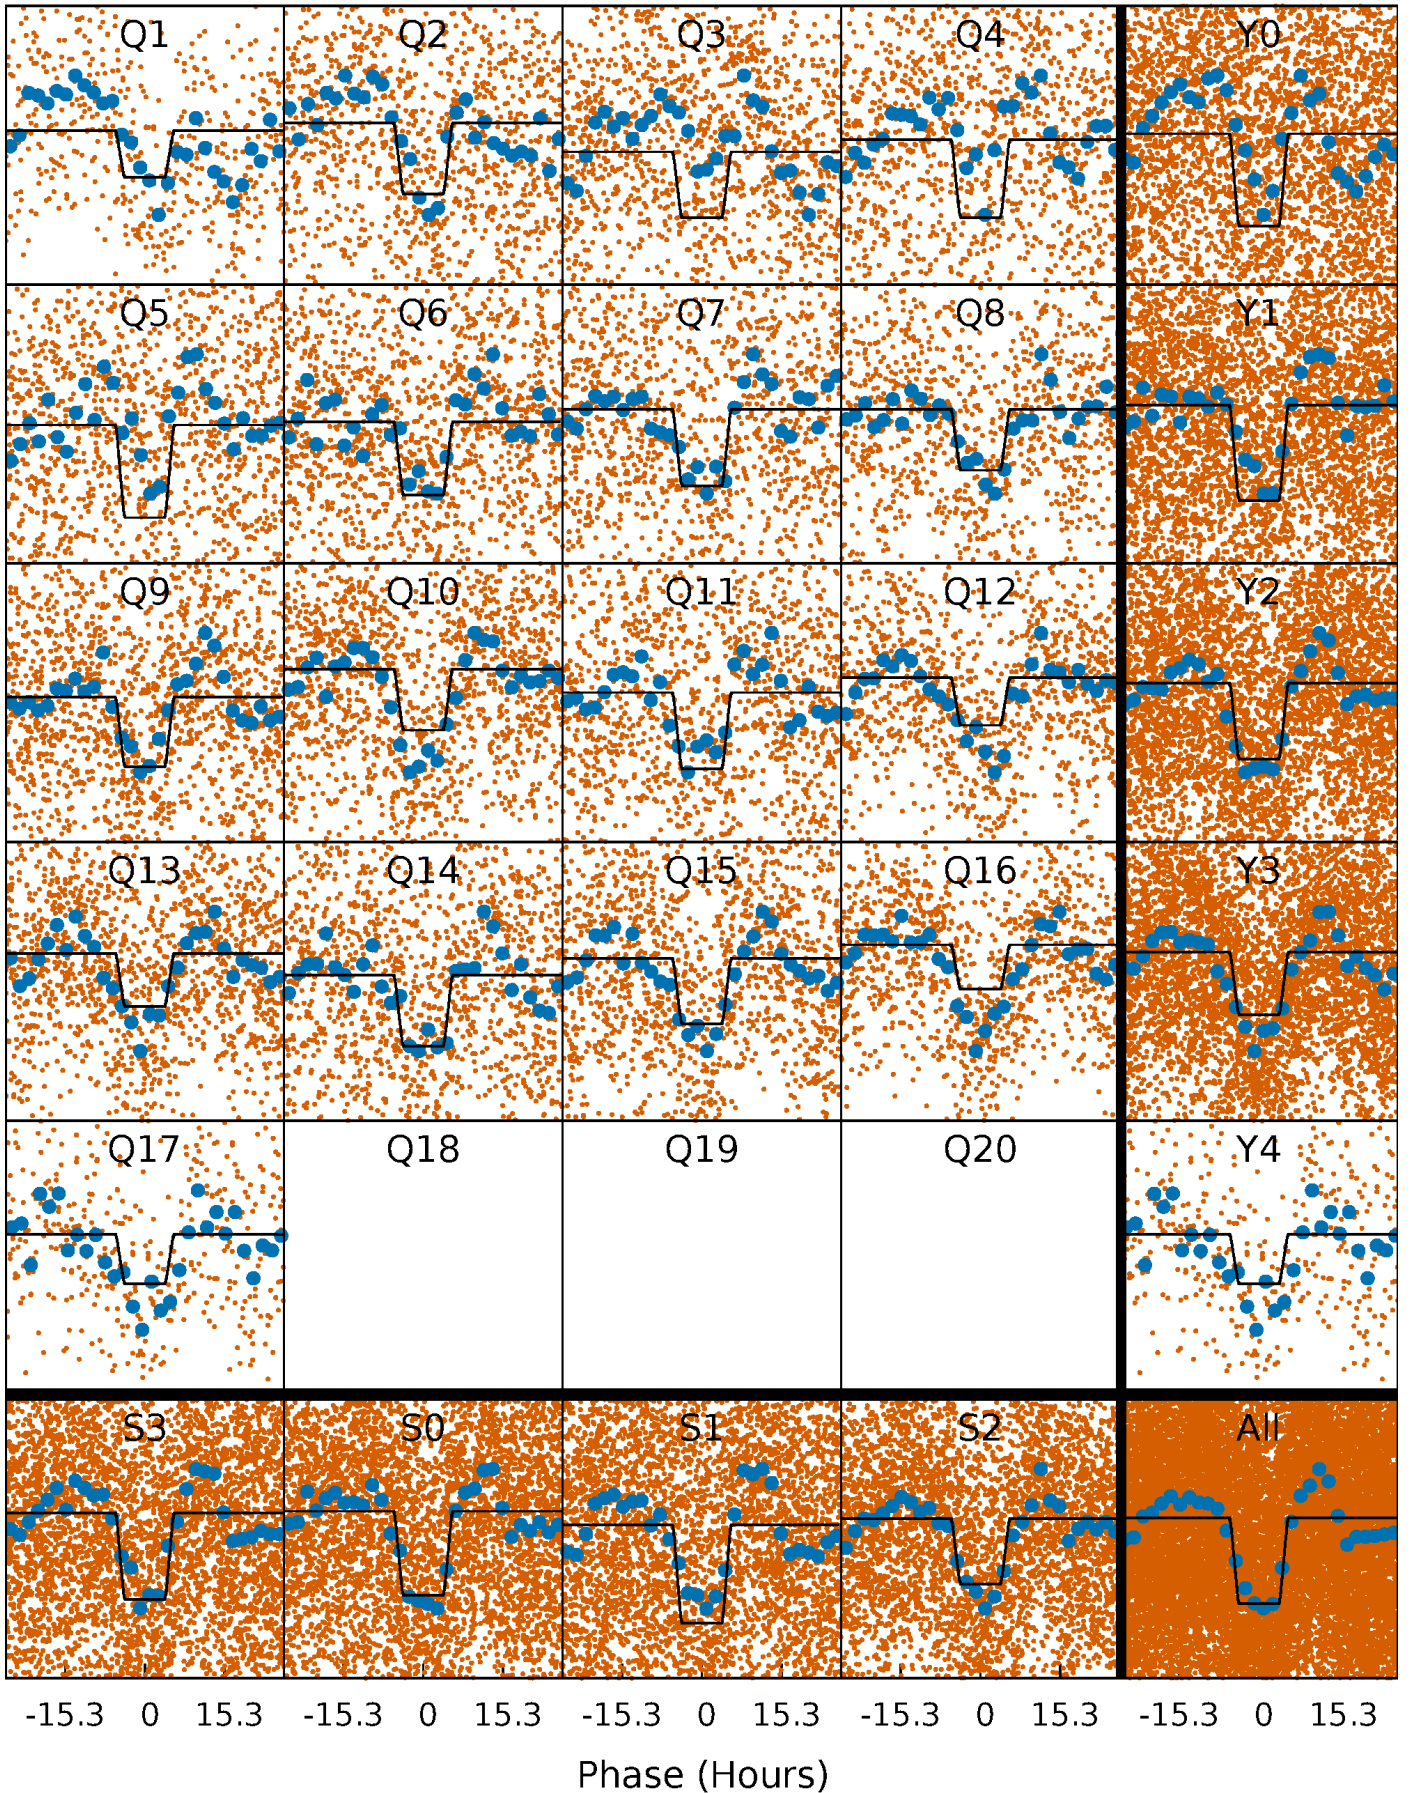 Q1 Q2 Q3 Q4 Y0
Q5 Q6 Q7 Q8 Y1
Q9 Q10 Q11 Q12 Y2
Q13 Q14 Q15 Q16 Y3
Q17 Q18 Q19 Q20 Y4
S3 S0 S1 S2 All
-15.3 0 15.3 -15.3 0 15.3 -15.3 0 15.3 -15.3 0 15.3 -15.3 0 15.3
Phase (Hours)